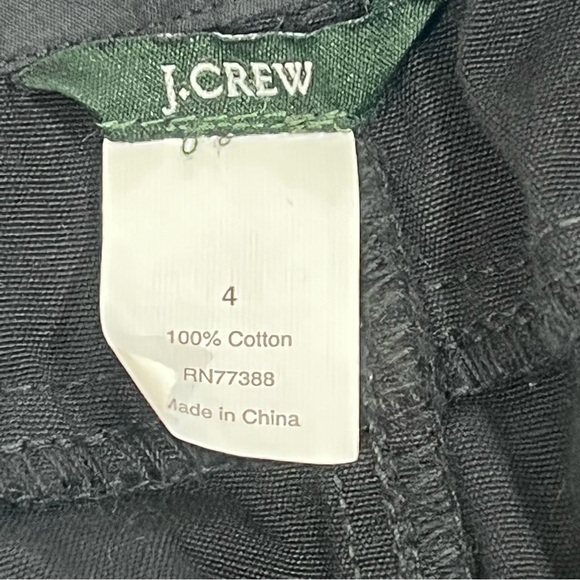 J.CREW
4
100% Cotton
RN77388
Made in China